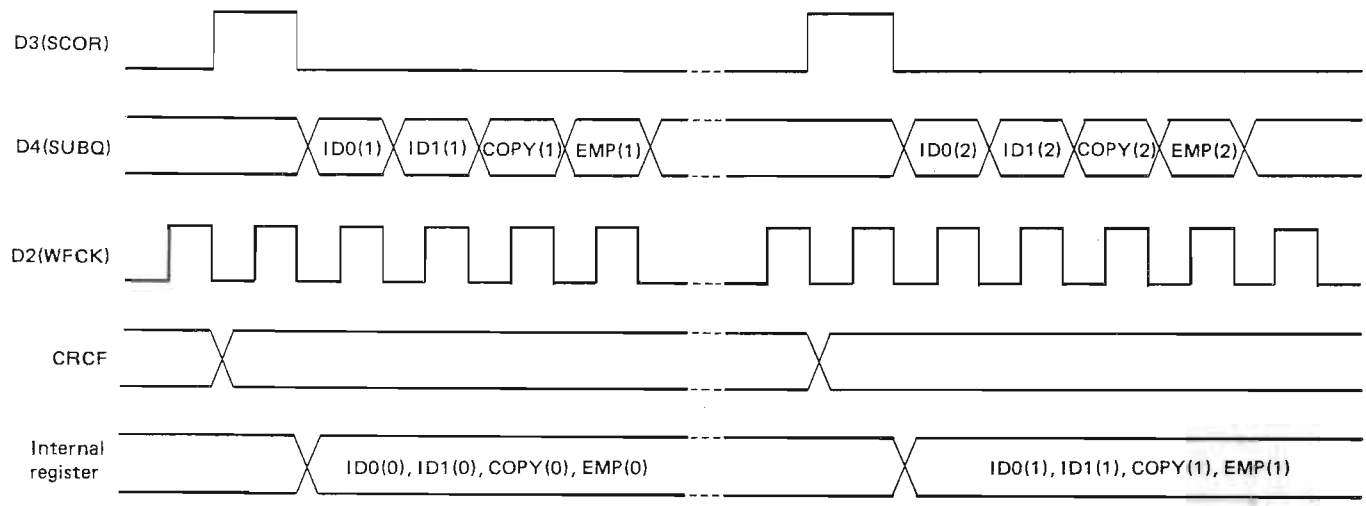 D3(SCOR)
D4(SUBQ)
ID0(1) ID1(1) COPY(1) EMP(1) ID0(2) ID1(2) COPY(2) EMP(2)
D2(WFCK)
CRCF
Internal
register
ID0(0), ID1(0), COPY(0), EMP(0) ID0(1), ID1(1), COPY(1), EMP(1)